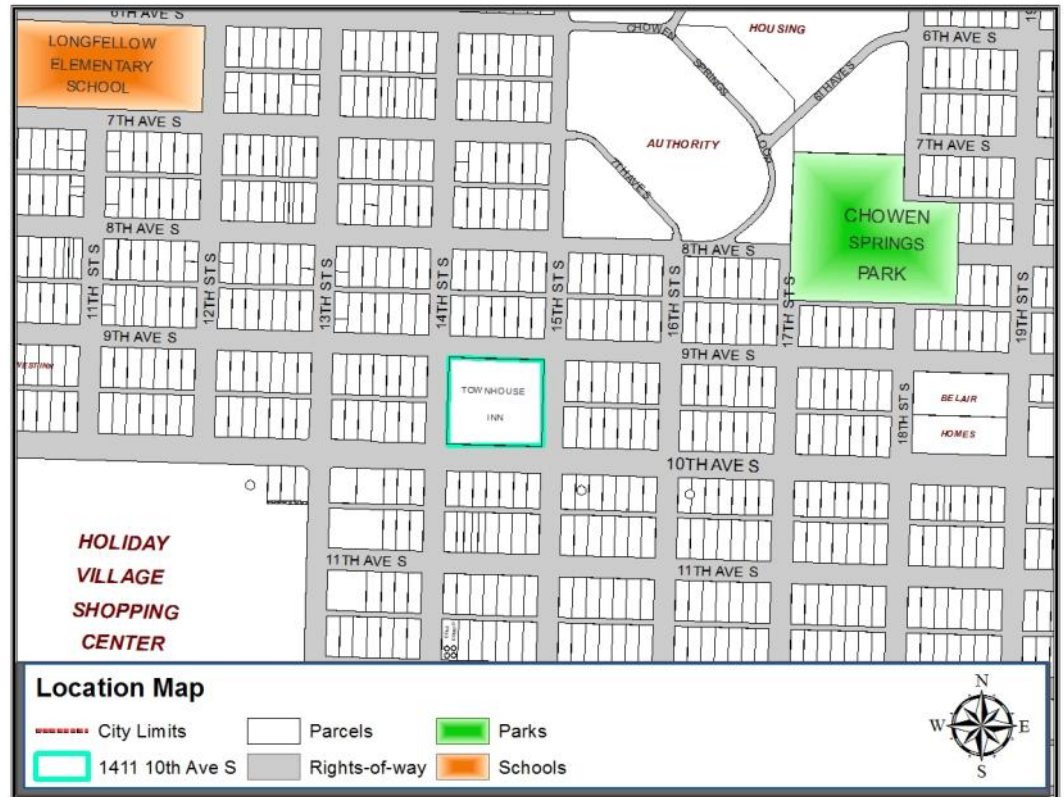 6TH AVE S
LONGFELLOW
ELEMENTARY
SCHOOL
HOUSING
CHOWEN
SPRINGS
LOOP
6TH AVE S
6TH AVE S
AUTHORITY
7TH AVE S
7TH AVE S
7TH AVE S
CHOWEN
SPRINGS
PARK
8TH AVE S
8TH AVE S
11TH ST S
12TH ST S
13TH ST S
14TH ST S
15TH ST S
16TH ST S
17TH ST S
19TH ST S
9TH AVE S
9TH AVE S
TOWNHOUSE
INN
18TH ST S
BELAIR
HOMES
10TH AVE S
HOLIDAY
VILLAGE
SHOPPING
CENTER
11TH AVE S
11TH AVE S
Location Map
City Limits
Parcels
Parks
1411 10th Ave S
Rights-of-way
Schools
N
W
E
S